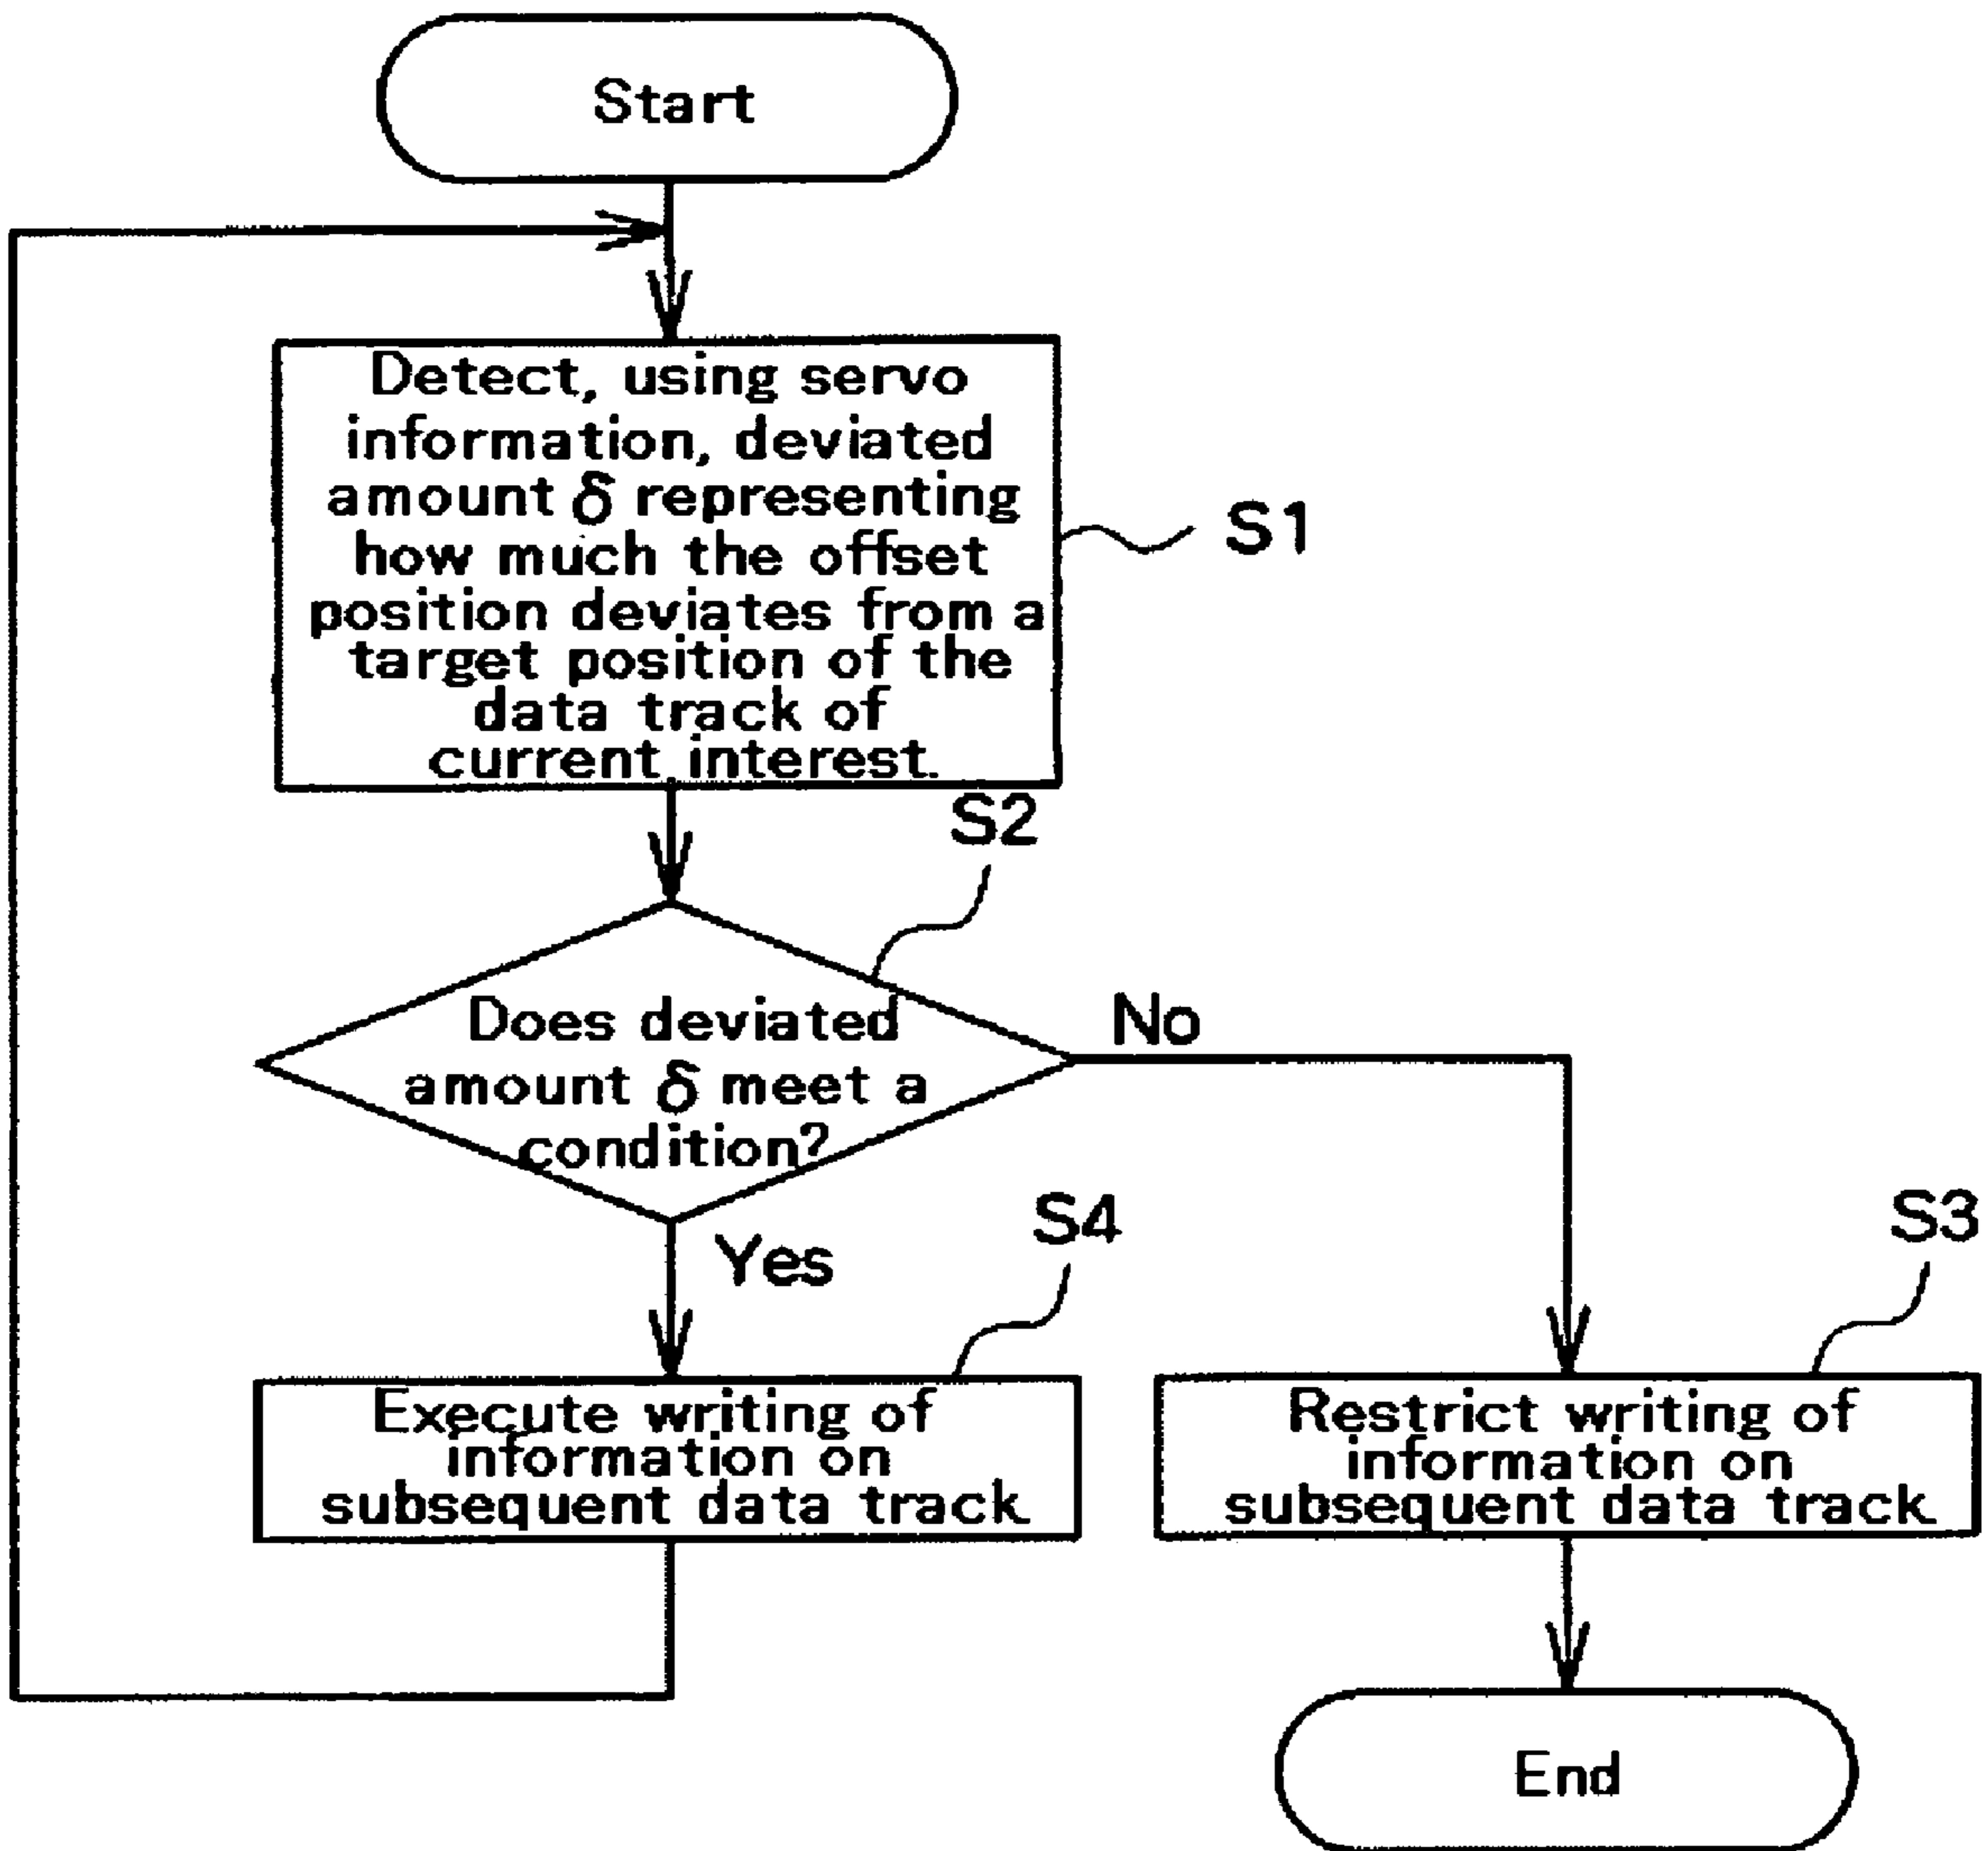 Start
Detect, using servo
information, deviated
amount δ representing
how much the offset
position deviates from a
target position of the
data track of
current interest.
S1
S2
Does deviated
amount δ meet a
condition?
No
Yes
S4
S3
Execute writing of
information on
subsequent data track
Restrict writing of
information on
subsequent data track
End